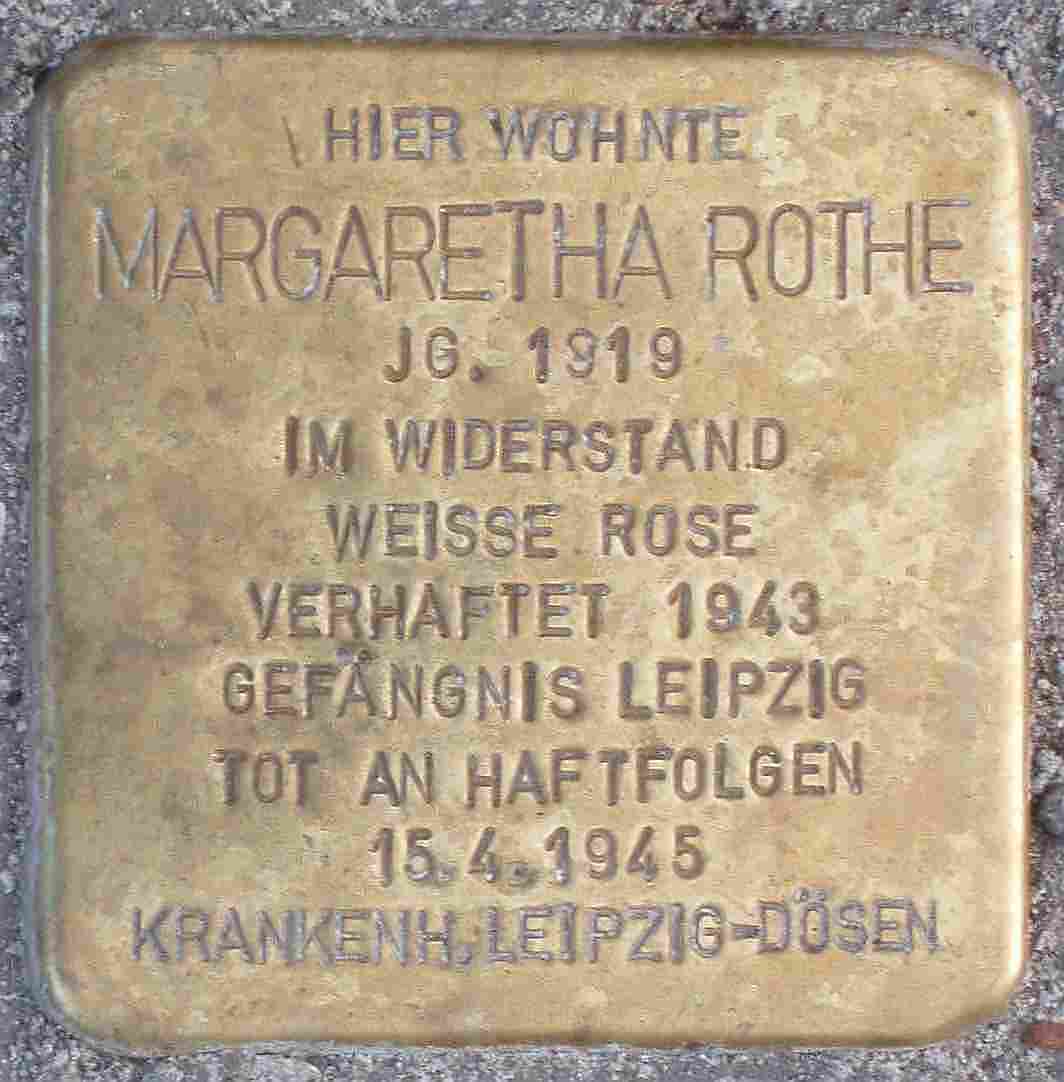 HIER WOHNTE
MARGARETHA ROTHE
JG. 1919
IM WIDERSTAND
WEISSE ROSE
VERHAFTET 1943
GEFÄNGNIS LEIPZIG
TOT AN HAFTFOLGEN
15.4.1945
KRANKENH.LEIPZIG-DÖSEN